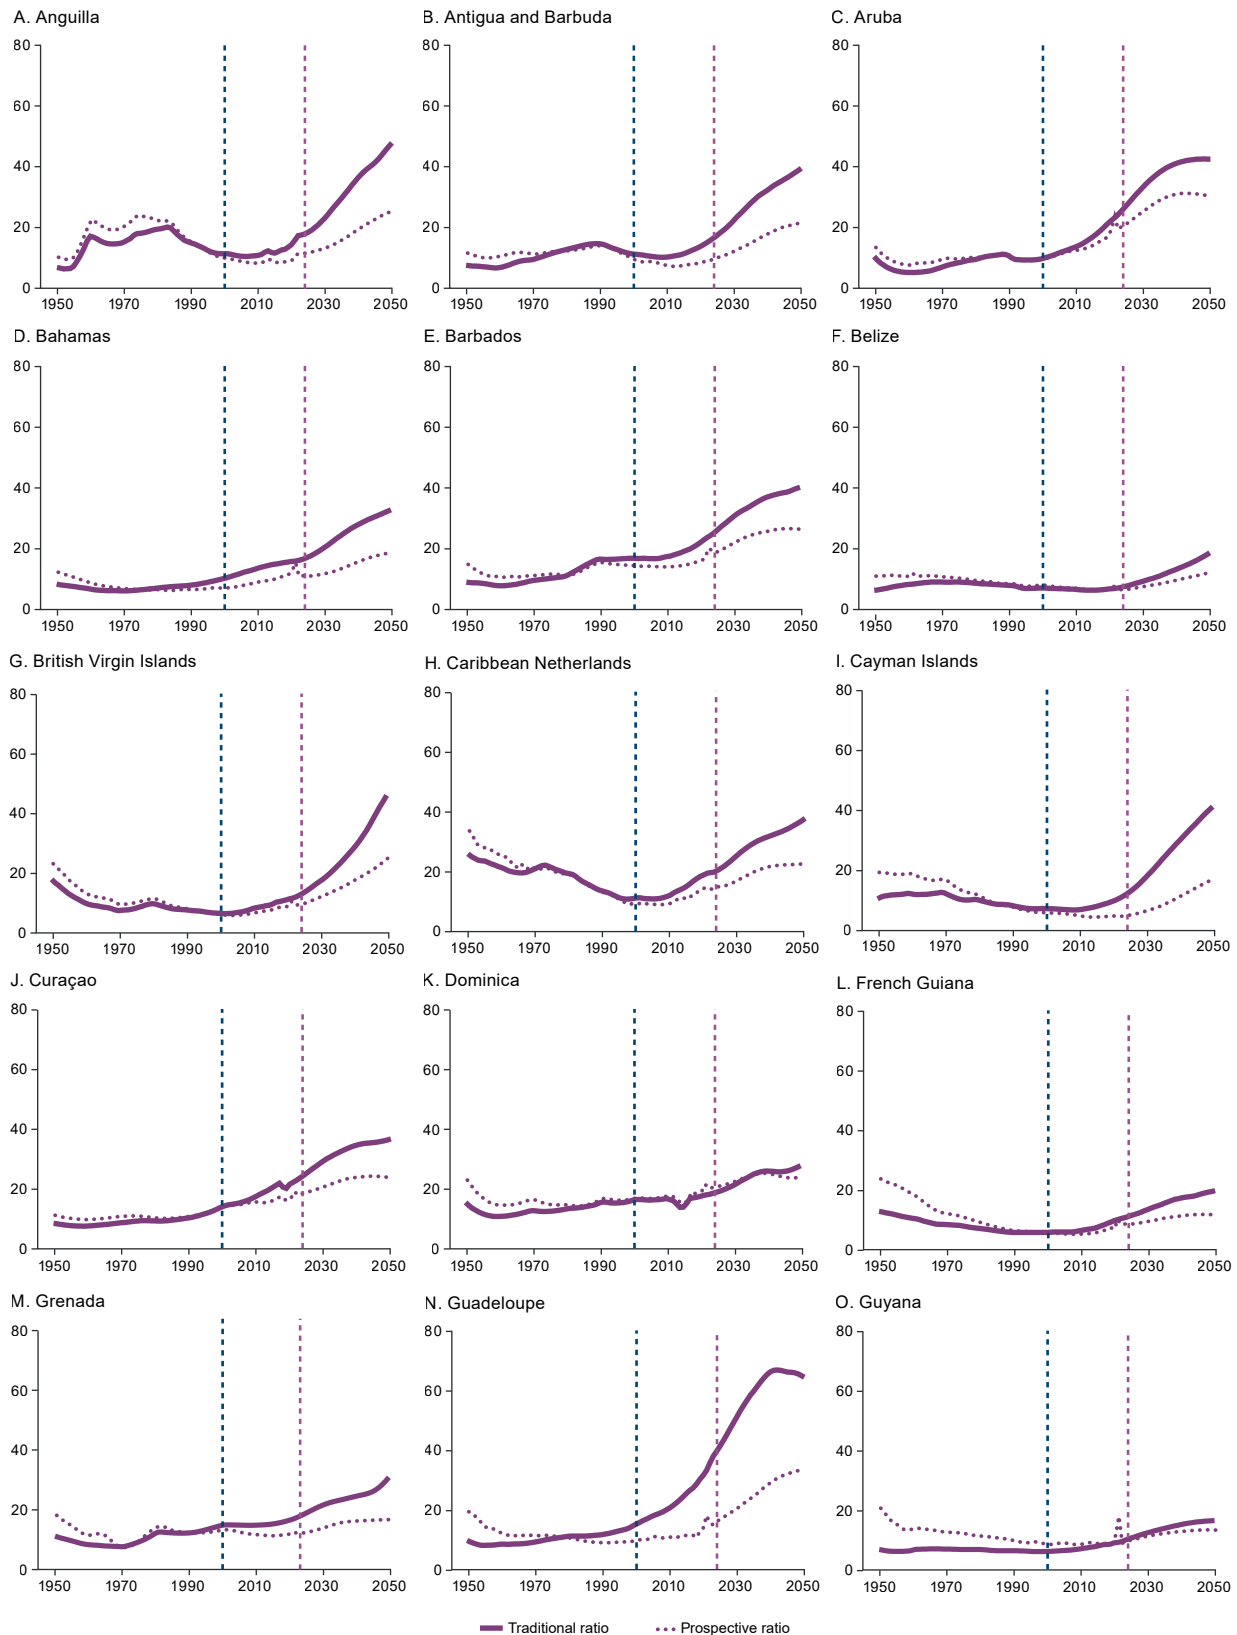 A. Anguilla
B. Antigua and Barbuda
C. Aruba
80
60
40
20
0
1950 1970 1990 2010 2030 2050
80
60
40
20
0
1950 1970 1990 2010 2030 2050
80
60
40
20
0
1950 1970 1990 2010 2030 2050
D. Bahamas
E. Barbados
F. Belize
80
60
40
20
0
1950 1970 1990 2010 2030 2050
80
60
40
20
0
1950 1970 1990 2010 2030 2050
80
60
40
20
0
1950 1970 1990 2010 2030 2050
G. British Virgin Islands
H. Caribbean Netherlands
I. Cayman Islands
80
60
40
20
0
1950 1970 1990 2010 2030 2050
80
60
40
20
0
1950 1970 1990 2010 2030 2050
80
60
40
20
0
1950 1970 1990 2010 2030 2050
J. Curaçao
K. Dominica
L. French Guiana
80
60
40
20
0
1950 1970 1990 2010 2030 2050
80
60
40
20
0
1950 1970 1990 2010 2030 2050
80
60
40
20
0
1950 1970 1990 2010 2030 2050
M. Grenada
N. Guadeloupe
O. Guyana
80
60
40
20
0
1950 1970 1990 2010 2030 2050
80
60
40
20
0
1950 1970 1990 2010 2030 2050
80
60
40
20
0
1950 1970 1990 2010 2030 2050
Traditional ratio
Prospective ratio